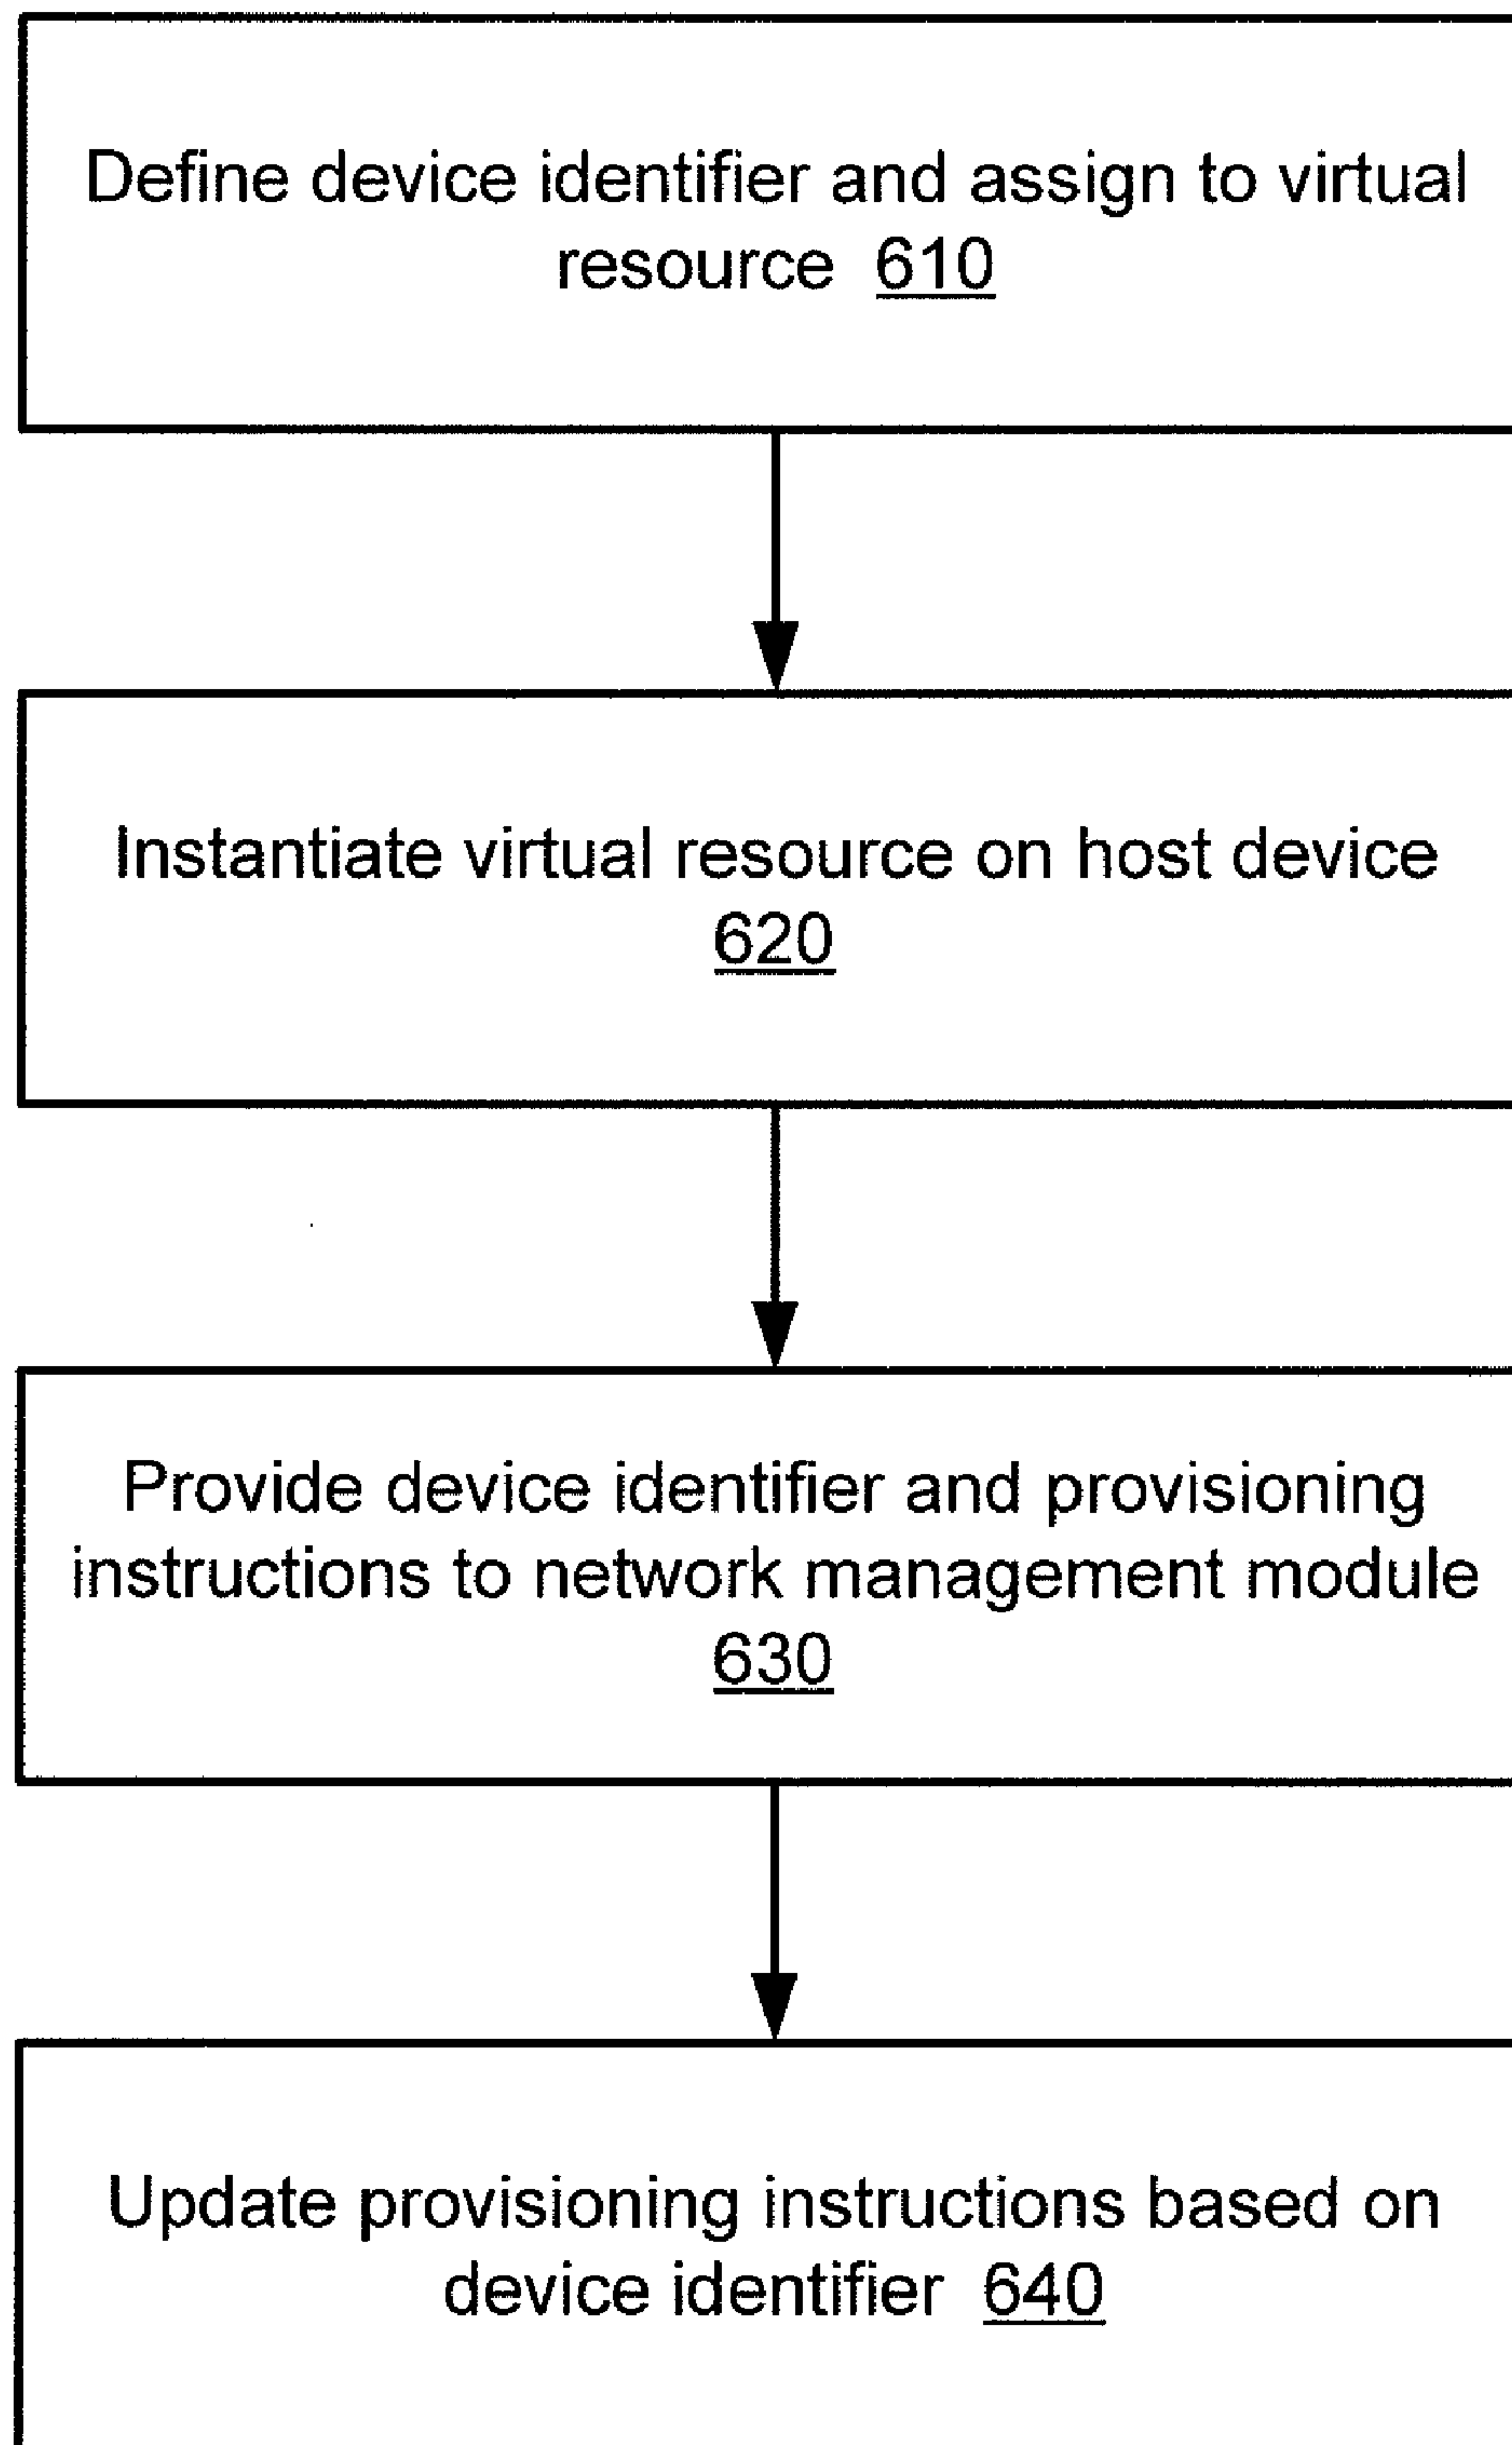 Define device identifier and assign to virtual
resource 610
Instantiate virtual resource on host device
620
Provide device identifier and provisioning
instructions to network management module
630
Update provisioning instructions based on
device identifier 640